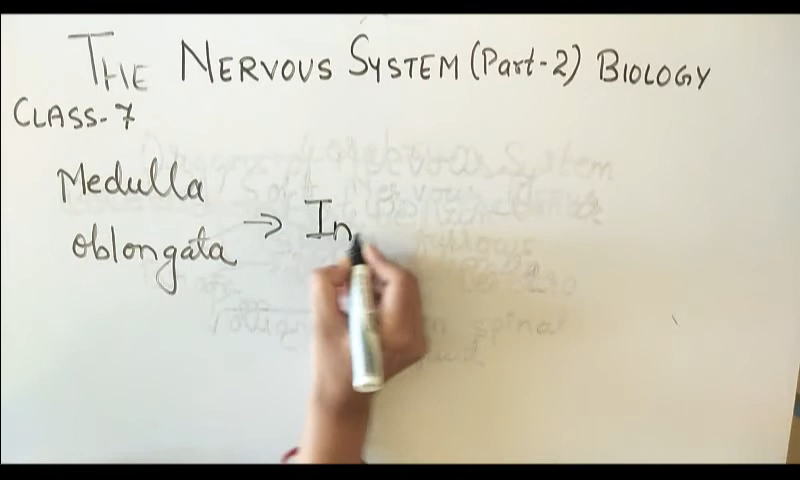 THE NERVOUS SYSTEM (Part-2) BIOLOGY
CLASS-7
Medulla
oblongata → In